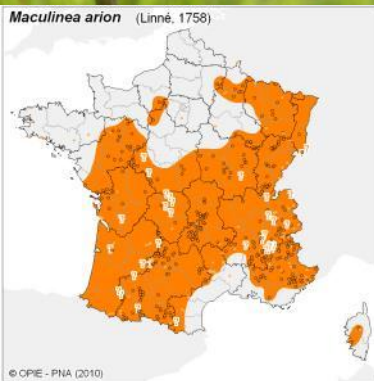 Maculinea arion (Linné, 1758)
© OPIE - PNA (2010)